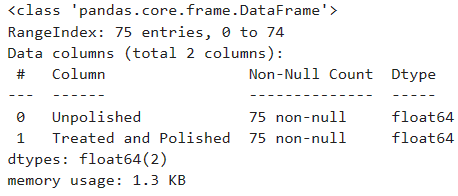 <class 'pandas.core.frame.DataFrame'>
RangeIndex: 75 entries, 0 to 74
Data columns (total 2 columns):
 #   Column                Non-Null Count  Dtype
---  ------                --------------  -----
 0   Unpolished            75 non-null     float64
 1   Treated and Polished  75 non-null     float64
dtypes: float64(2)
memory usage: 1.3 KB